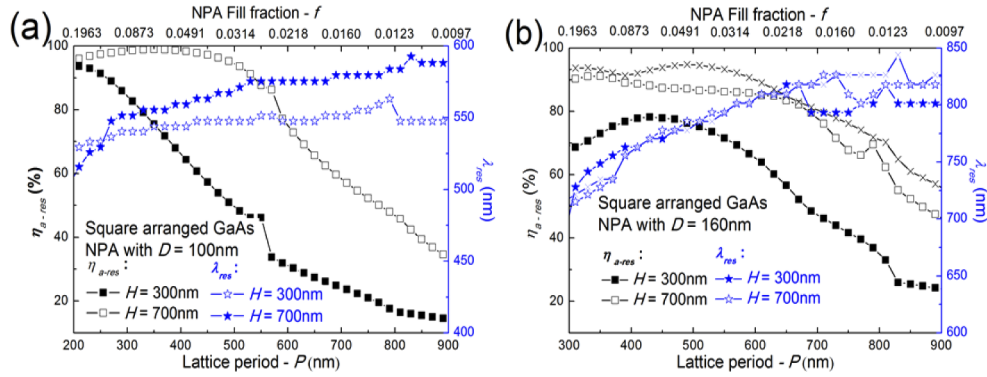 (a)
NPA Fill fraction - f
0.1963 0.0873 0.0491 0.0314 0.0218 0.0160 0.0123 0.0097
100
80
60
40
20
η a - res (%)
600
550
500
450
400
λres (nm)
Square arranged GaAs
NPA with D = 100nm
η a-res : λres :
H = 300nm H = 300nm
H = 700nm H = 700nm
200 300 400 500 600 700 800 900
Lattice period - P (nm)
(b)
NPA Fill fraction - f
0.1963 0.0873 0.0491 0.0314 0.0218 0.0160 0.0123 0.0097
100
80
60
40
20
η a - res (%)
850
800
750
700
650
600
λres (nm)
Square arranged GaAs
NPA with D = 160nm
η a-res : λres :
H = 300nm H = 300nm
H = 700nm H = 700nm
300 400 500 600 700 800 900
Lattice period - P (nm)